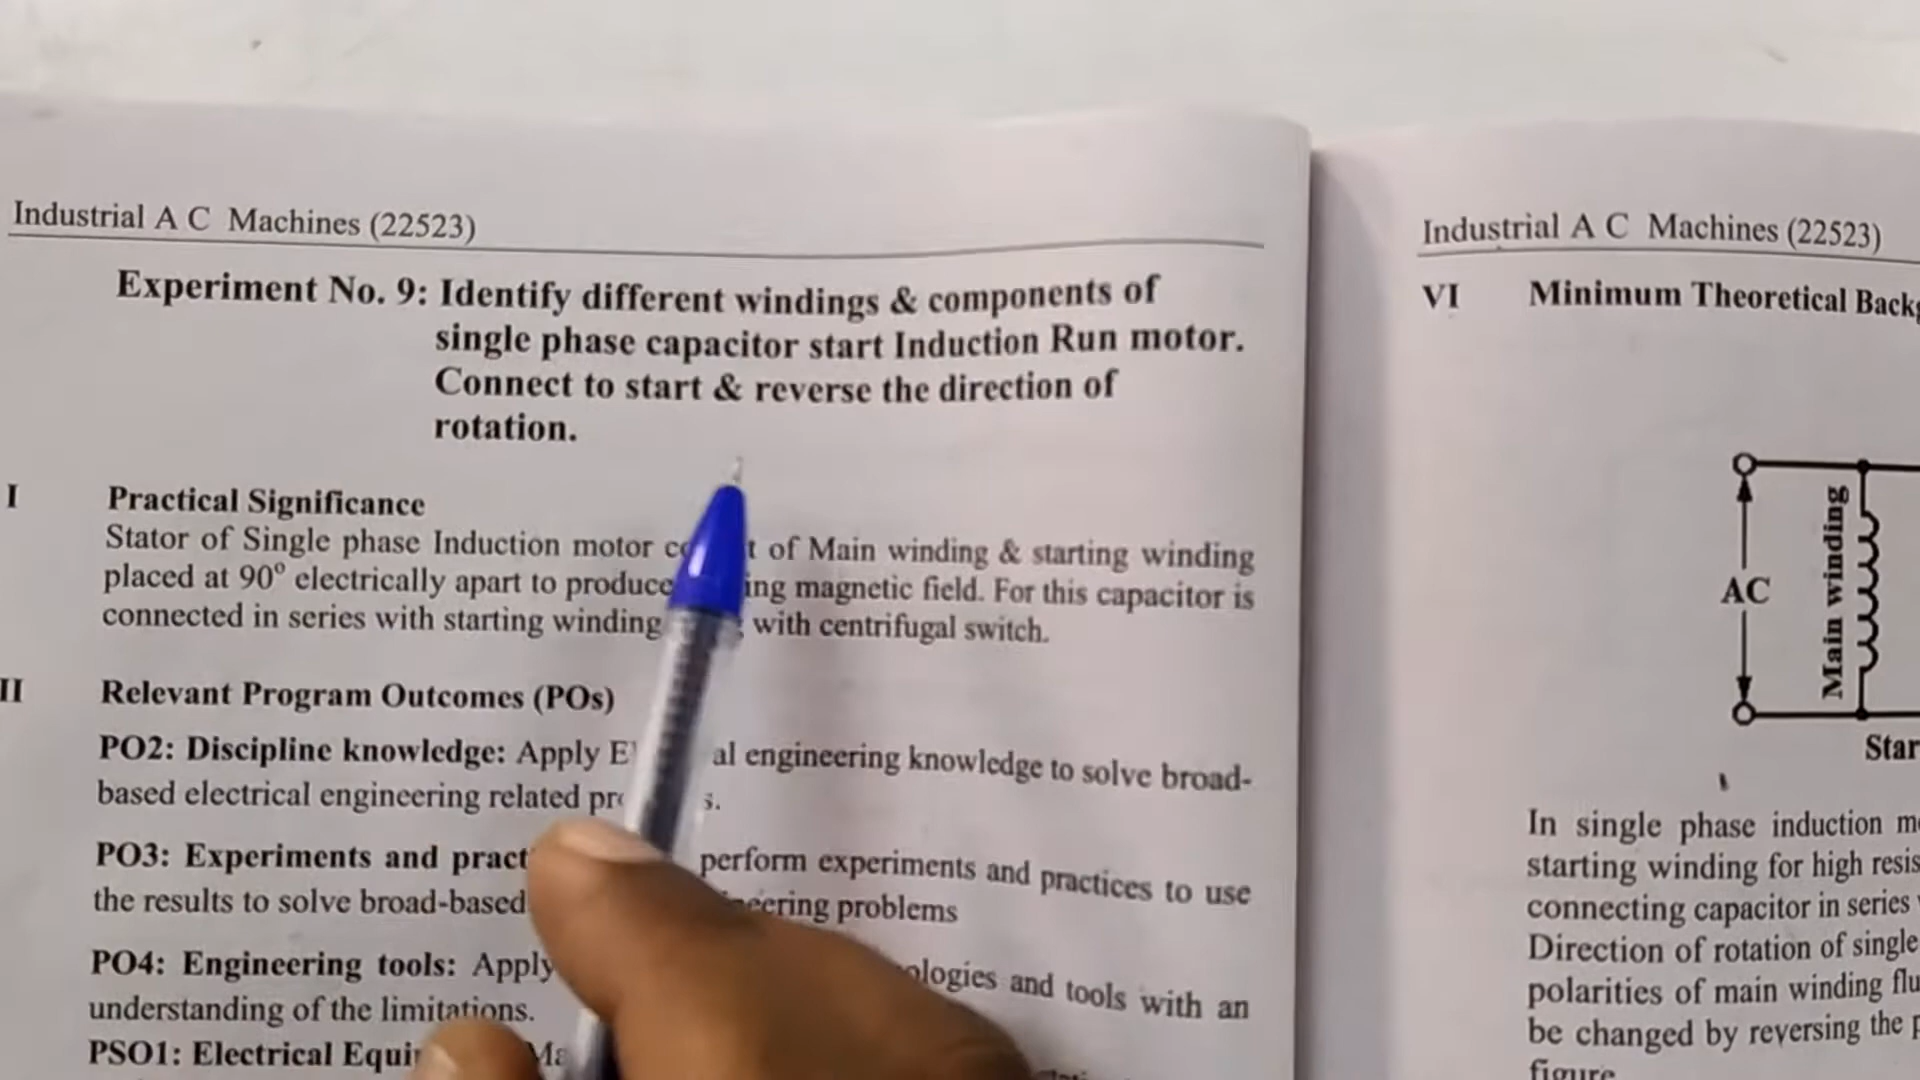 Industrial A C Machines (22523)
Experiment No. 9: Identify different windings & components of
single phase capacitor start Induction Run motor.
Connect to start & reverse the direction of
rotation.
I Practical Significance
Stator of Single phase Induction motor of Main winding & starting winding
placed at 90° electrically apart to produce magnetic field. For this capacitor is
connected in series with starting winding with centrifugal switch.
II Relevant Program Outcomes (POs)
PO2: Discipline knowledge: Apply engineering knowledge to solve broad-
based electrical engineering related
PO3: Experiments and perform experiments and practices to use
the results to solve broad-based problems
PO4: Engineering tools: Apply and tools with an
understanding of the limitations.
PSO1: Electrical
Industrial A C Machines (22523)
VI Minimum Theoretical
AC
Main winding
In single phase induction
starting winding for high
connecting capacitor in series
Direction of rotation of single
polarities of main winding
be changed by reversing the
figure